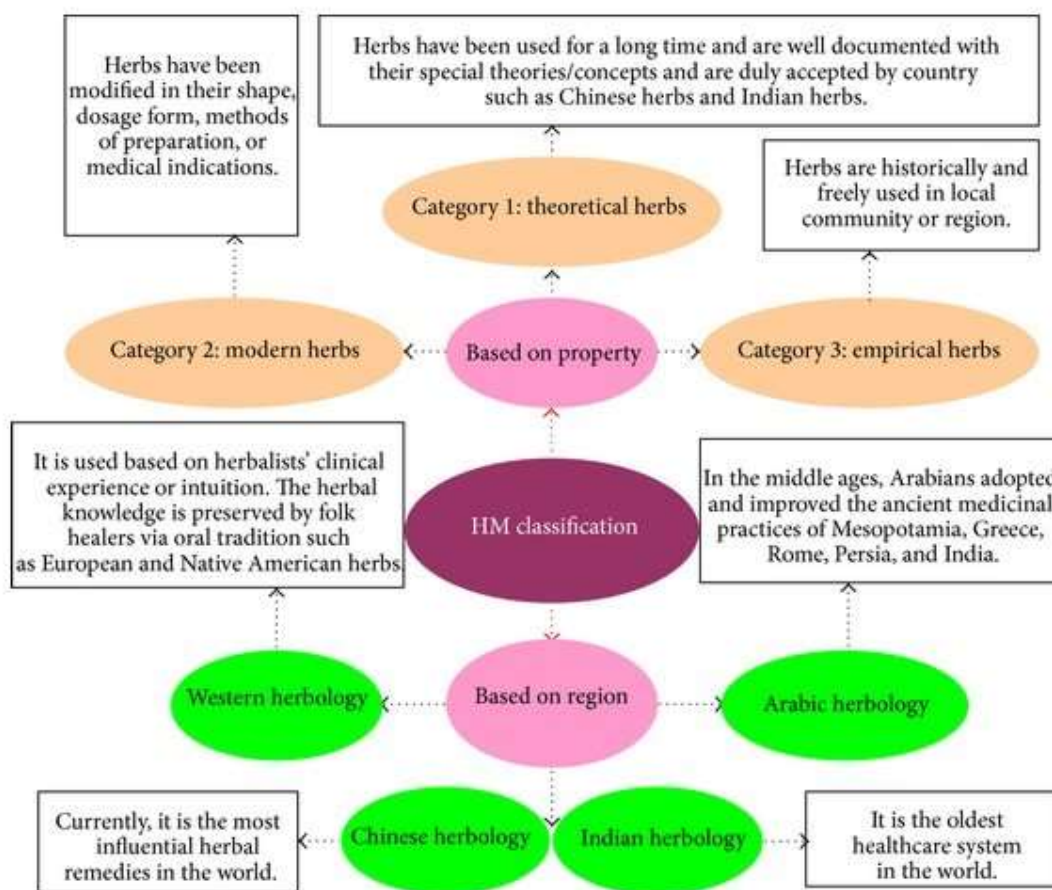 Herbs have been
modified in their shape,
dosage form, methods
of preparation, or
medical indications.
Herbs have been used for a long time and are well documented with
their special theories/concepts and are duly accepted by country
such as Chinese herbs and Indian herbs.
Herbs are historically and
freely used in local
community or region.
Category 1: theoretical herbs
Category 2: modern herbs
Based on property
Category 3: empirical herbs
It is used based on herbalists' clinical
experience or intuition. The herbal
knowledge is preserved by folk
healers via oral tradition such
as European and Native American herbs.
HM classification
In the middle ages, Arabians adopted
and improved the ancient medicinal
practices of Mesopotamia, Greece,
Rome, Persia, and India.
Western herbology
Based on region
Arabic herbology
Currently, it is the most
influential herbal
remedies in the world.
Chinese herbology
Indian herbology
It is the oldest
healthcare system
in the world.